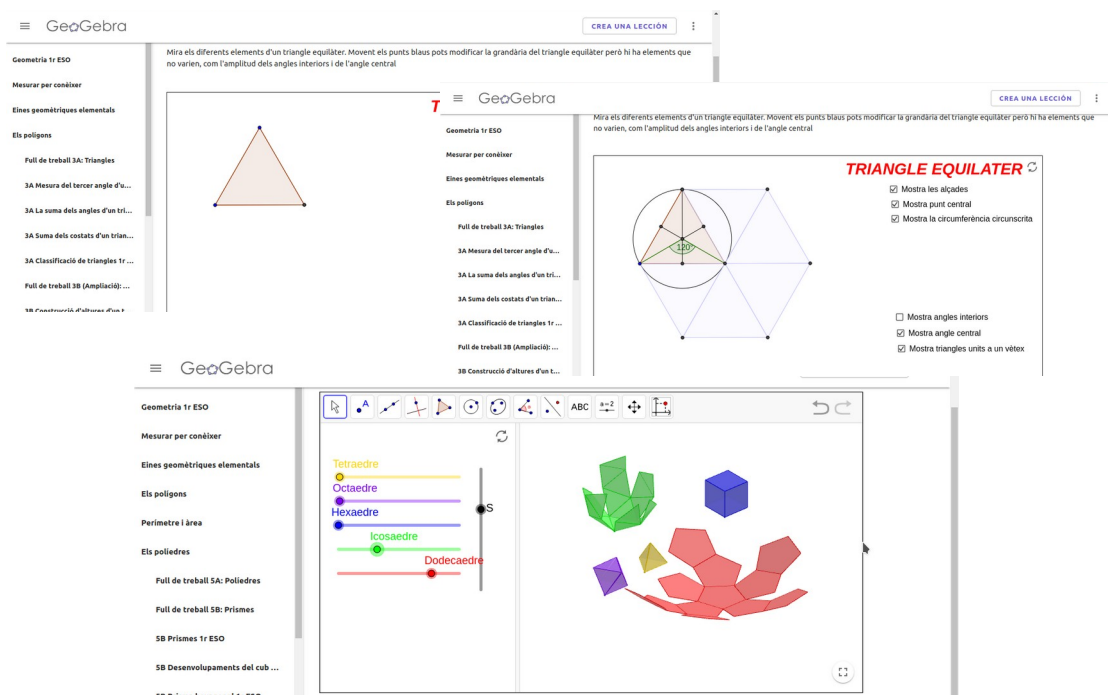 GeoGebra
CREA UNA LECCIÓN
Geometria 1r ESO
Mesurar per conèixer
Eines geomètriques elementals
Els polígons
Full de treball 3A: Triangles
3A Mesura del tercer angle d'u...
3A La suma dels angles d'un tri...
3A Suma dels costats d'un trian...
3A Classificació de triangles 1r ...
Full de treball 3B (Ampliació): ...
Mira els diferents elements d'un triangle equilàter. Movent els punts blaus pots modificar la grandària del triangle equilàter però hi ha elements que
no varien, com l'amplitud dels angles interiors i de l'angle central
T
GeoGebra
CREA UNA LECCIÓN
Geometria 1r ESO
Mesurar per conèixer
Eines geomètriques elementals
Els polígons
Full de treball 3A: Triangles
3A Mesura del tercer angle d'u...
3A La suma dels angles d'un tri...
3A Suma dels costats d'un trian...
3A Classificació de triangles 1r ...
Full de treball 3B (Ampliació): ...
3B Construcció d'altures d'un t...
Mira els diferents elements d'un triangle equilàter. Movent els punts blaus pots modificar la grandària del triangle equilàter però hi ha elements que
no varien, com l'amplitud dels angles interiors i de l'angle central
TRIANGLE EQUILATER
Mostra les alçades
Mostra punt central
Mostra la circumferència circunscrita
120°
Mostra angles interiors
Mostra angle central
Mostra triangles units a un vètex
GeoGebra
Geometria 1r ESO
Mesurar per conèixer
Eines geomètriques elementals
Els polígons
Perímetre i àrea
Els poliedres
Full de treball 5A: Poliedres
Full de treball 5B: Prismes
5B Prismes 1r ESO
5B Desenvolupaments del cub ...
A
ABC
a=2
Tetraedre
Octaedre
Hexaedre
Icosaedre
Dodecaedre
S